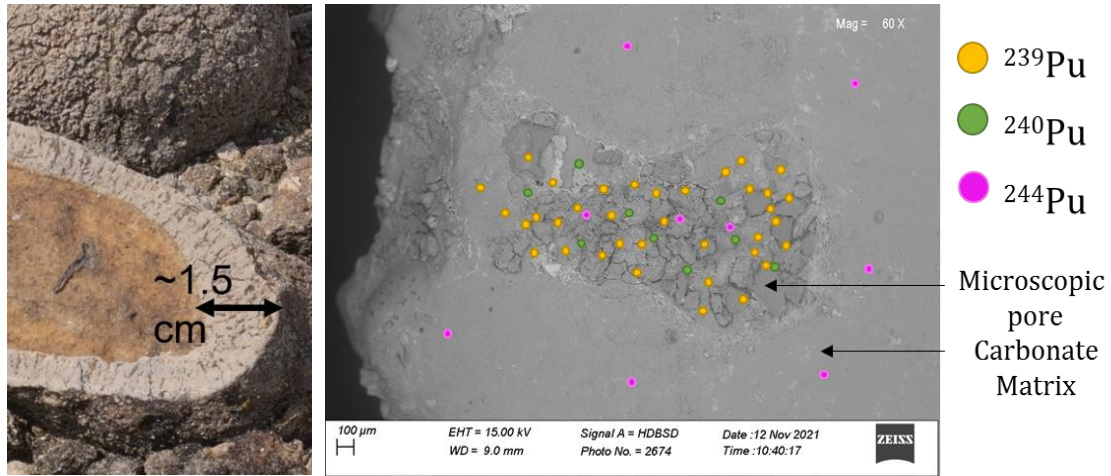 ~1.5
cm
Mag = 60 X
100 µm
EHT = 15.00 kV
WD = 9.0 mm
Signal A = HDBSD
Photo No. = 2674
Date :12 Nov 2021
Time :10:40:17
ZEISS
²³⁹Pu
²⁴⁰Pu
²⁴⁴Pu
Microscopic
pore
Carbonate
Matrix